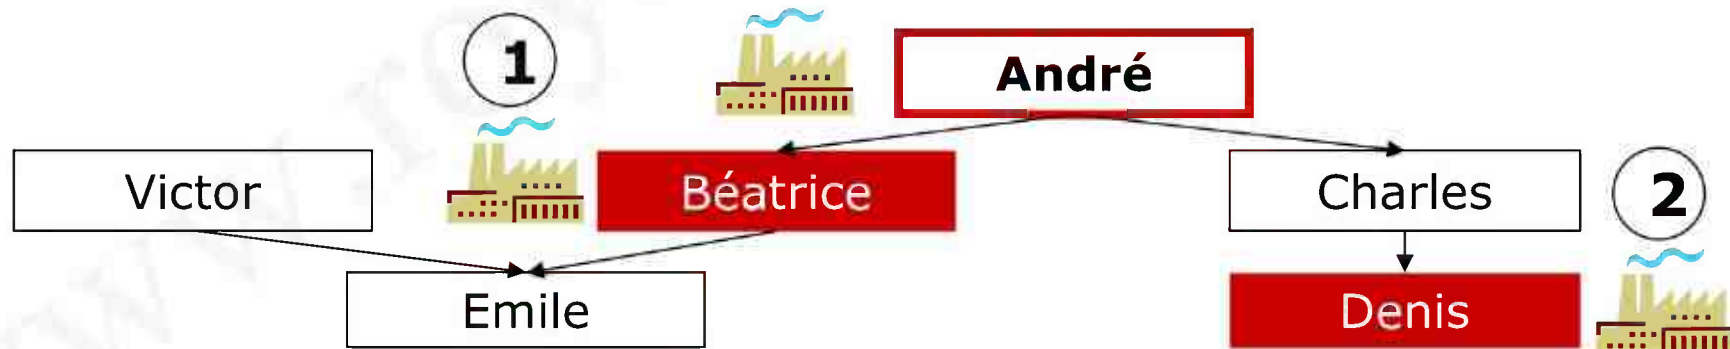 1
André
Victor
Béatrice
Charles
2
Emile
Denis